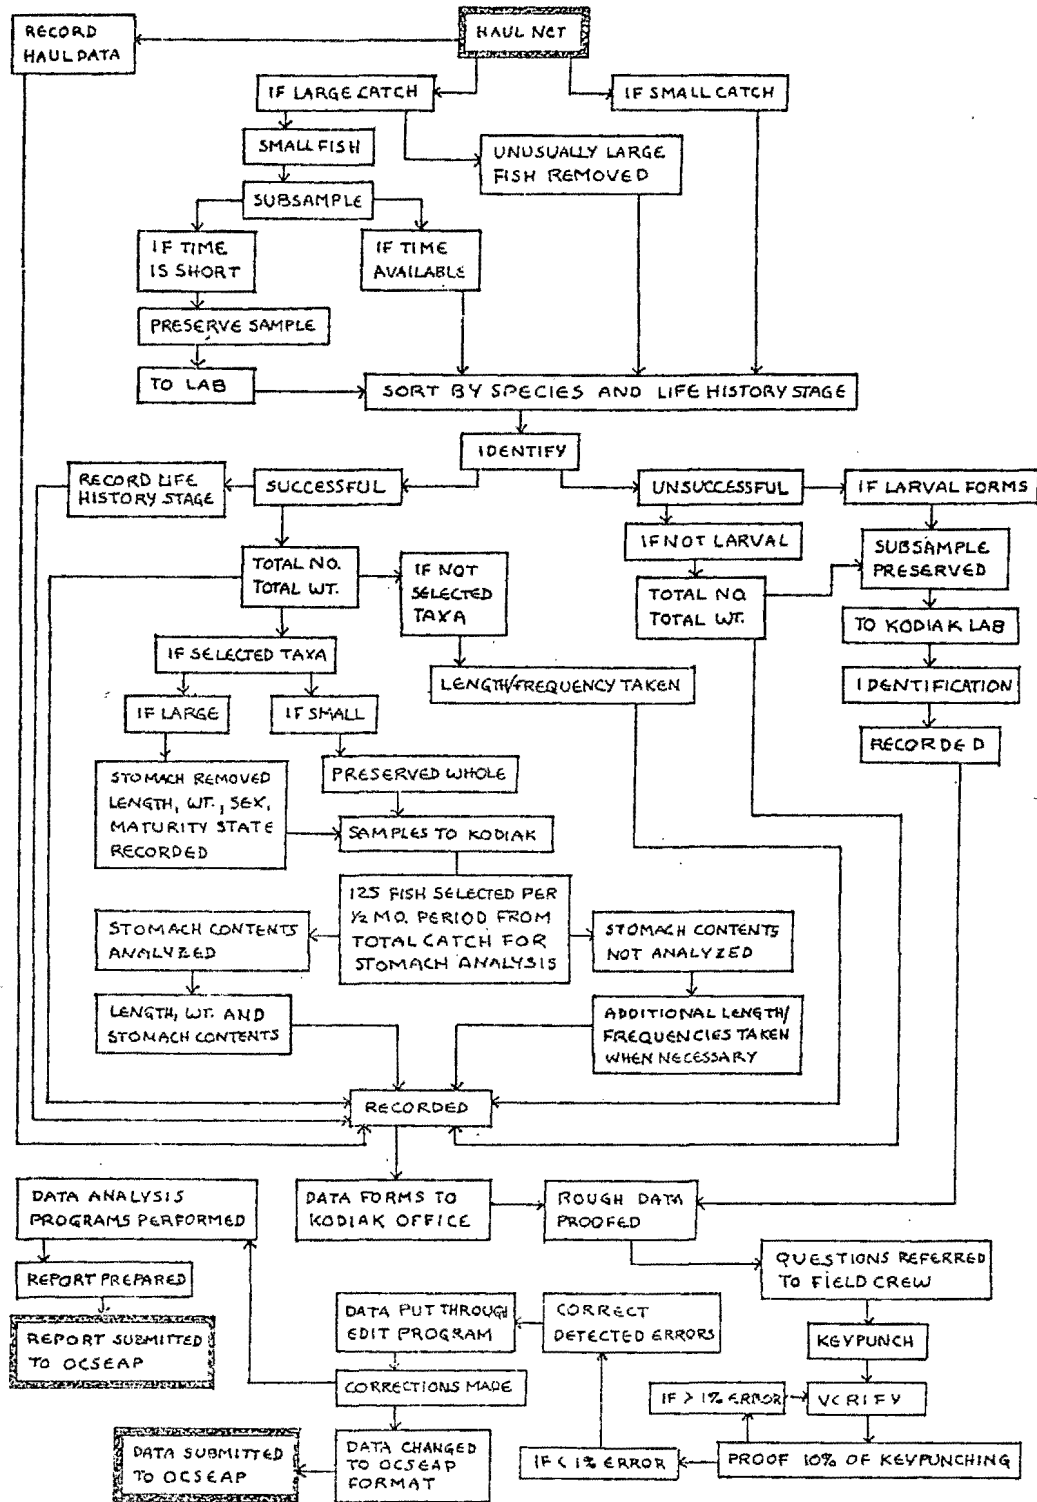 RECORD
HAUL DATA
HAUL NET
IF LARGE CATCH
IF SMALL CATCH
SMALL FISH
UNUSUALLY LARGE
FISH REMOVED
SUBSAMPLE
IF TIME
IS SHORT
IF TIME
AVAILABLE
PRESERVE SAMPLE
TO LAB
SORT BY SPECIES AND LIFE HISTORY STAGE
IDENTIFY
RECORD LIFE
HISTORY STAGE
SUCCESSFUL
UNSUCCESSFUL
IF LARVAL FORMS
IF NOT LARVAL
SUBSAMPLE
PRESERVED
TOTAL NO.
TOTAL WT.
IF NOT
SELECTED
TAXA
TOTAL NO.
TOTAL WT.
TO KODIAK LAB
IF SELECTED TAXA
LENGTH/FREQUENCY TAKEN
IDENTIFICATION
IF LARGE
IF SMALL
RECORDED
STOMACH REMOVED
LENGTH, WT., SEX,
MATURITY STATE
RECORDED
PRESERVED WHOLE
SAMPLES TO KODIAK
125 FISH SELECTED PER
1/2 MO. PERIOD FROM
TOTAL CATCH FOR
STOMACH ANALYSIS
STOMACH CONTENTS
ANALYZED
STOMACH CONTENTS
NOT ANALYZED
LENGTH, WT. AND
STOMACH CONTENTS
ADDITIONAL LENGTH/
FREQUENCIES TAKEN
WHEN NECESSARY
RECORDED
DATA ANALYSIS
PROGRAMS PERFORMED
DATA FORMS TO
KODIAK OFFICE
ROUGH DATA
PROOFED
REPORT PREPARED
QUESTIONS REFERRED
TO FIELD CREW
REPORT SUBMITTED
TO OCSEAP
DATA PUT THROUGH
EDIT PROGRAM
CORRECT
DETECTED ERRORS
KEYPUNCH
CORRECTIONS MADE
IF > 1% ERROR
VERIFY
DATA SUBMITTED
TO OCSEAP
DATA CHANGED
TO OCSEAP
FORMAT
IF < 1% ERROR
PROOF 10% OF KEYPUNCHING